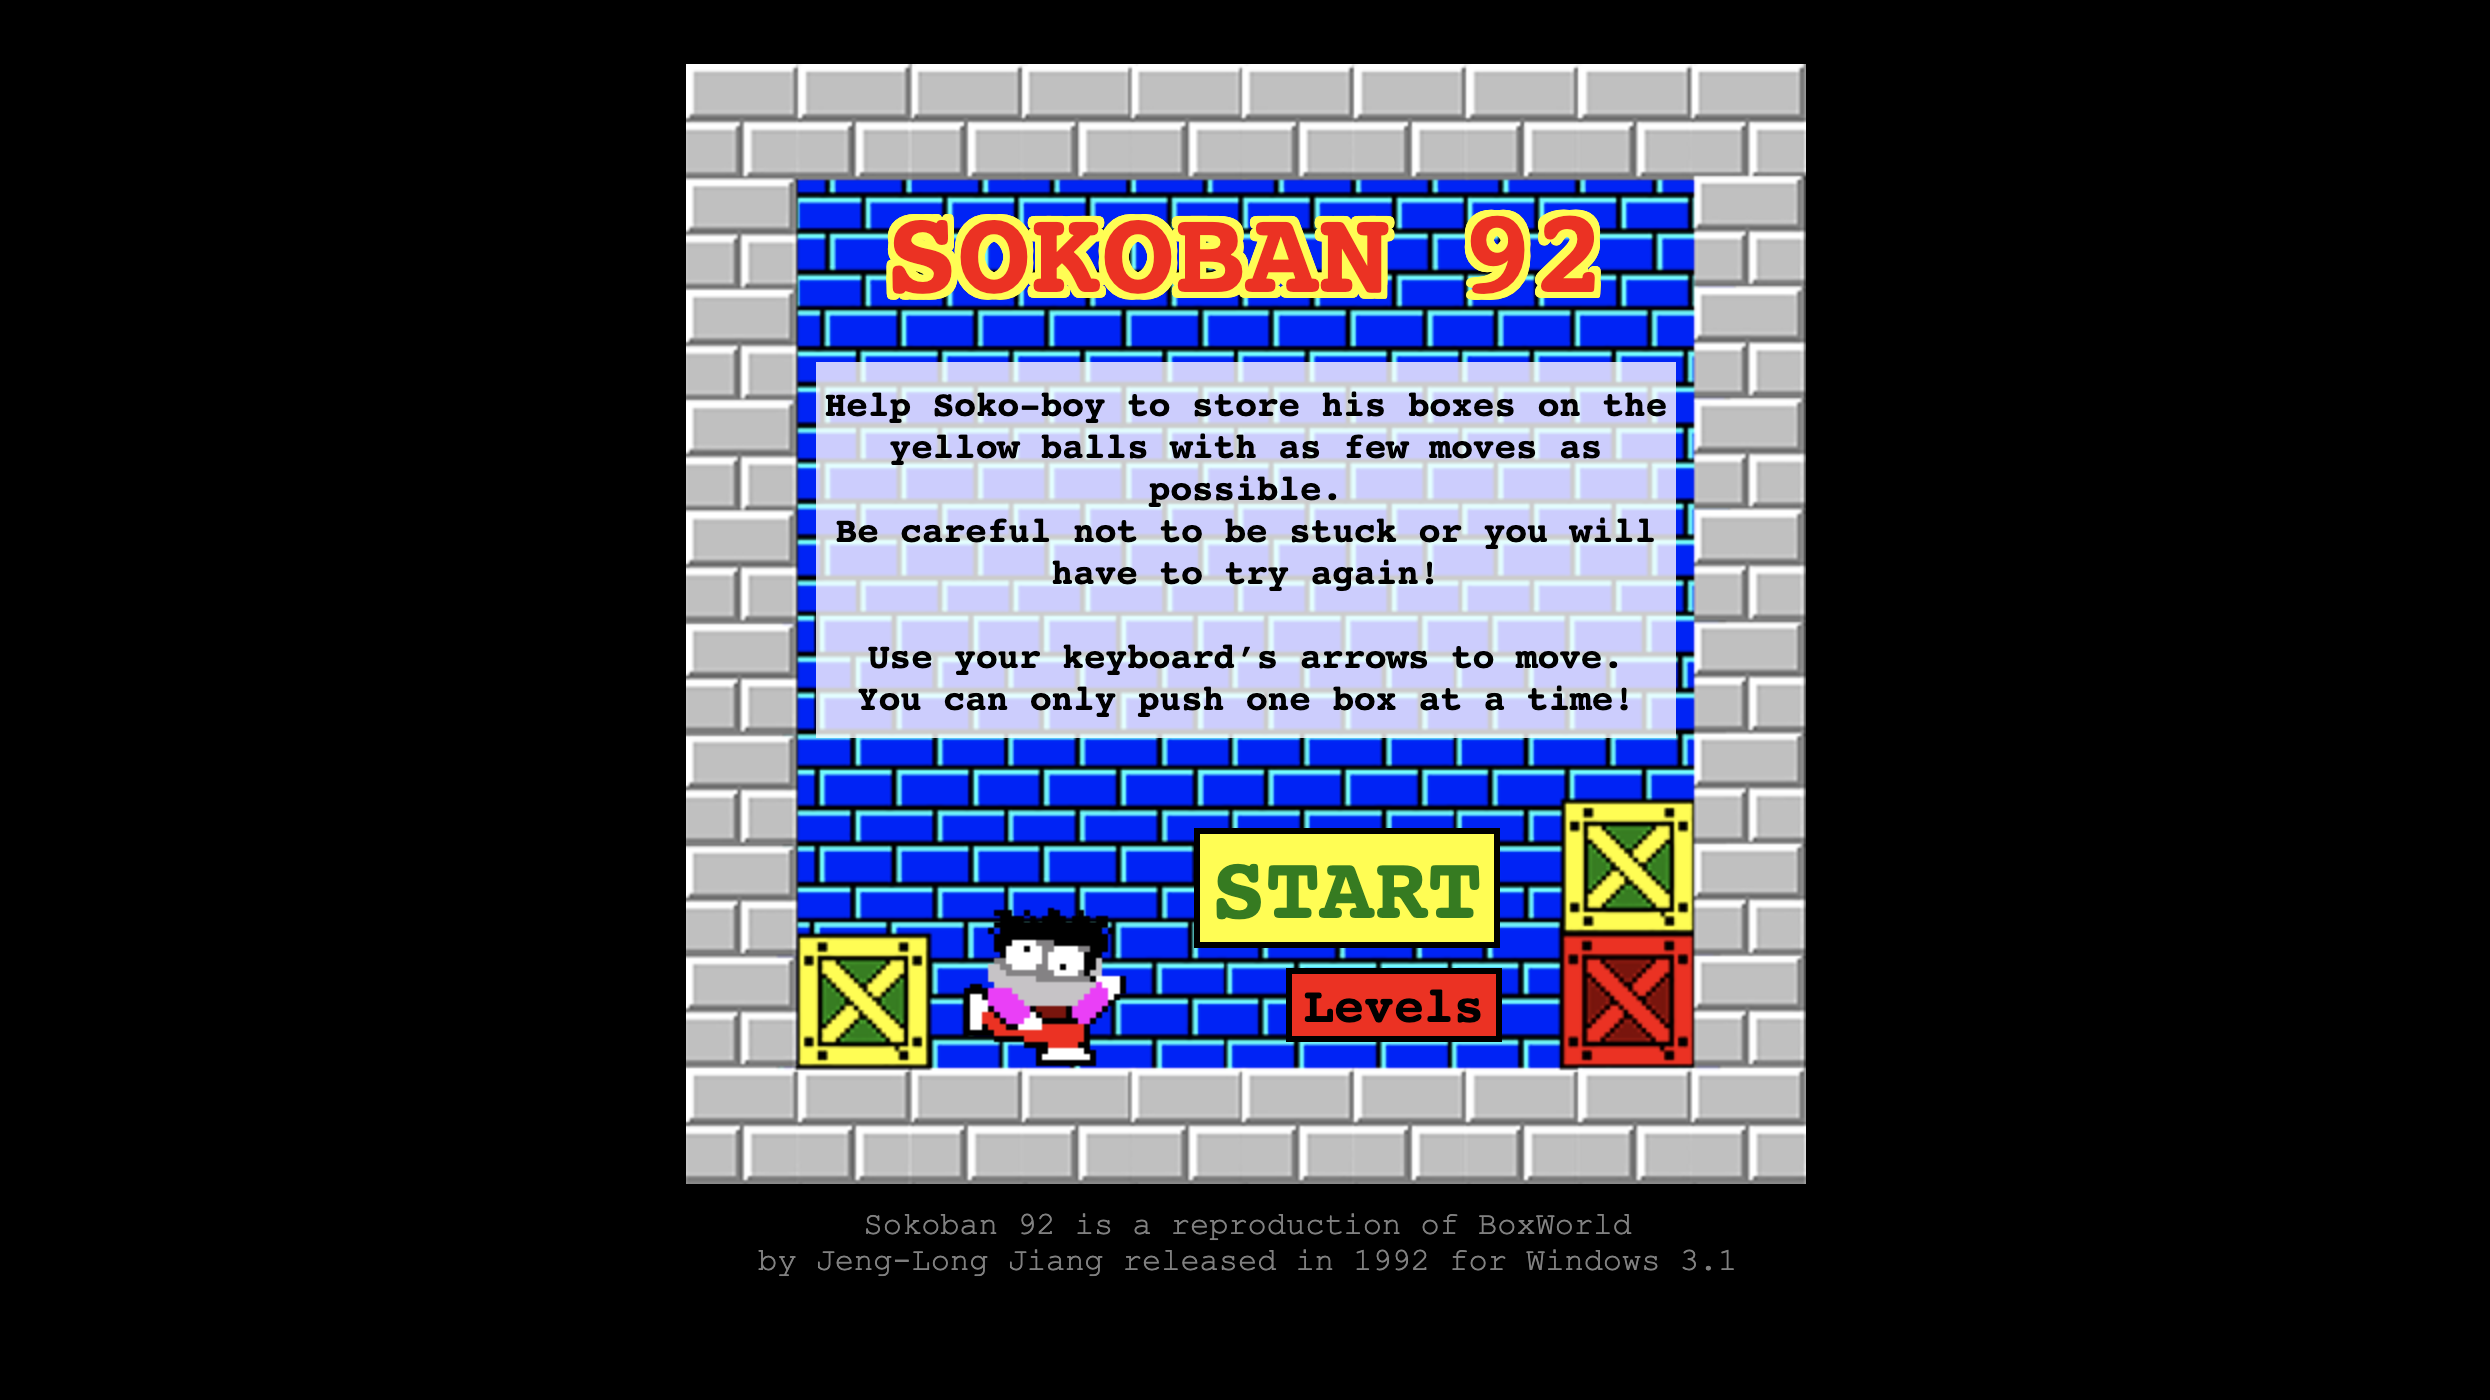 SOKOBAN 92
Help Soko-boy to store his boxes on the
yellow balls with as few moves as
possible.
Be careful not to be stuck or you will
have to try again!
Use your keyboard’s arrows to move.
You can only push one box at a time!
START
Levels
Sokoban 92 is a reproduction of BoxWorld
by Jeng-Long Jiang released in 1992 for Windows 3.1